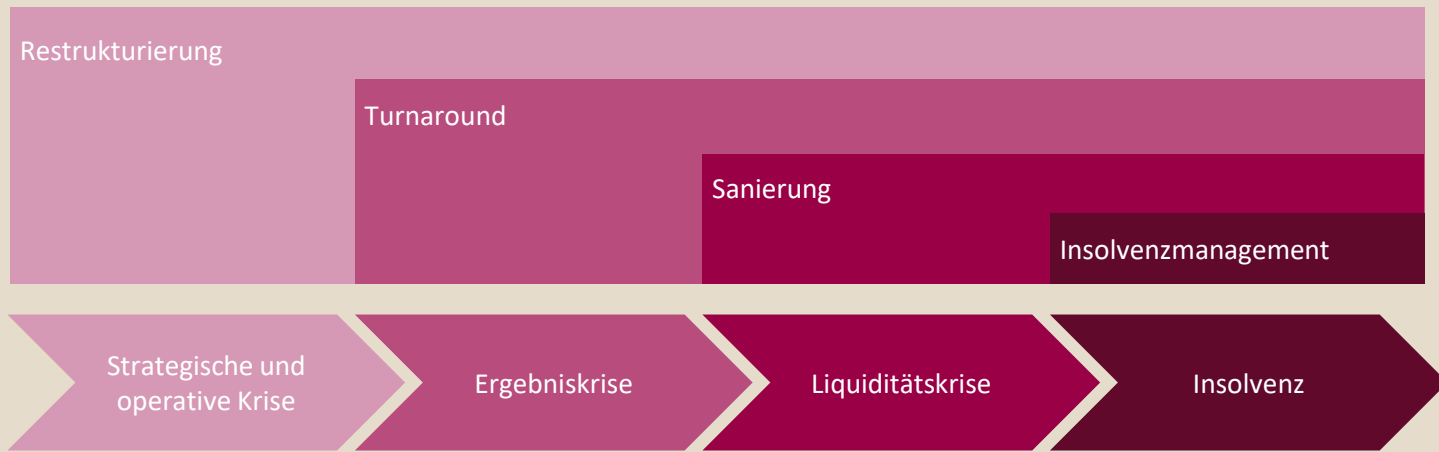 Restrukturierung
Turnaround
Sanierung
Insolvenzmanagement
Strategische und
operative Krise
Ergebniskrise
Liquiditätskrise
Insolvenz